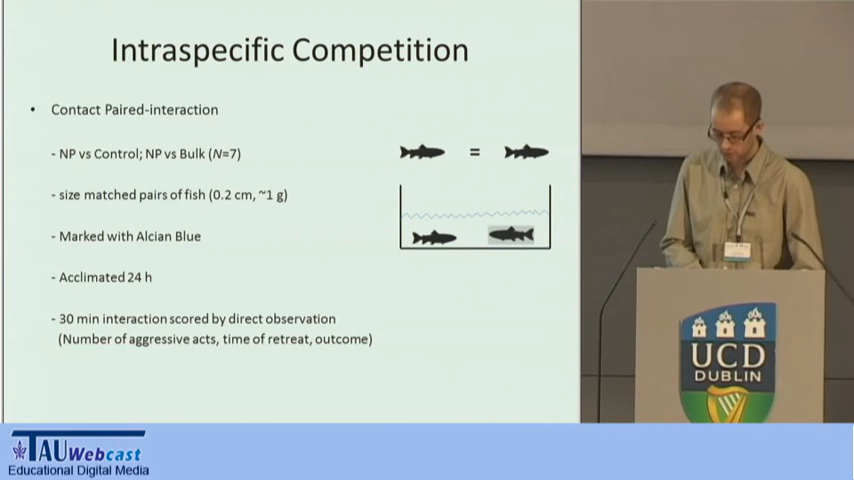 Intraspecific Competition
• Contact Paired-interaction
- NP vs Control; NP vs Bulk (N=7)
- size matched pairs of fish (0.2 cm, ~1 g)
=
- Marked with Alcian Blue
- Acclimated 24 h
- 30 min interaction scored by direct observation
(Number of aggressive acts, time of retreat, outcome)
UCD
DUBLIN
TAU Webcast
Educational Digital Media